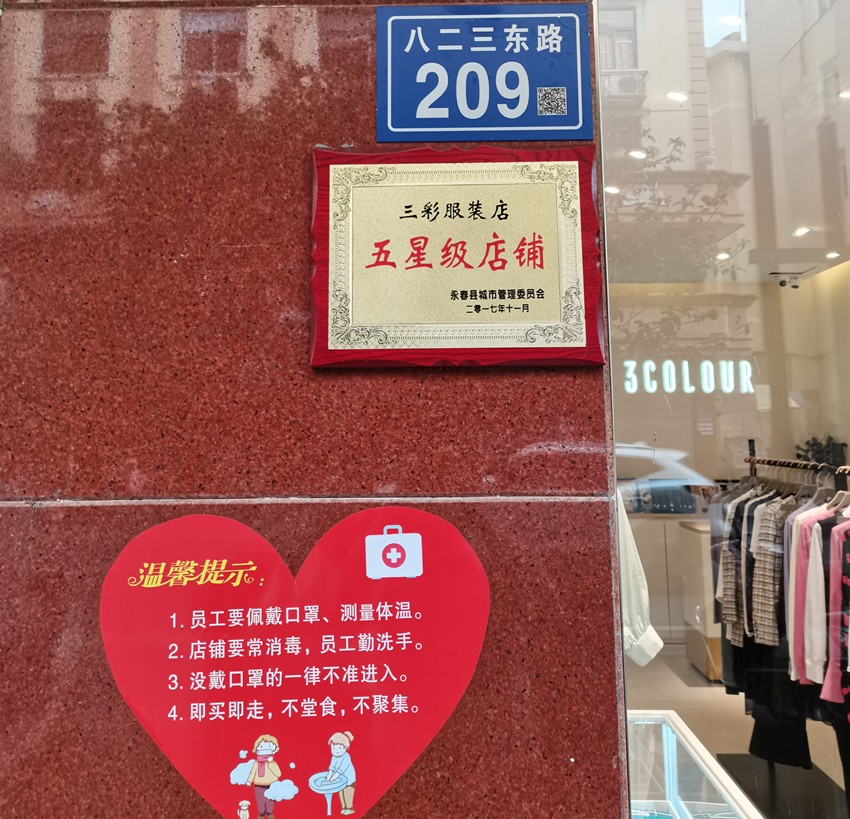 八二三东路
209
三彩服装店
五星级店铺
永春县城市管理委员会
二零一七年十一月
3COLOUR
温馨提示：
1. 员工要佩戴口罩、测量体温。
2. 店铺要常消毒，员工勤洗手。
3. 没戴口罩的一律不准进入。
4. 即买即走，不堂食，不聚集。